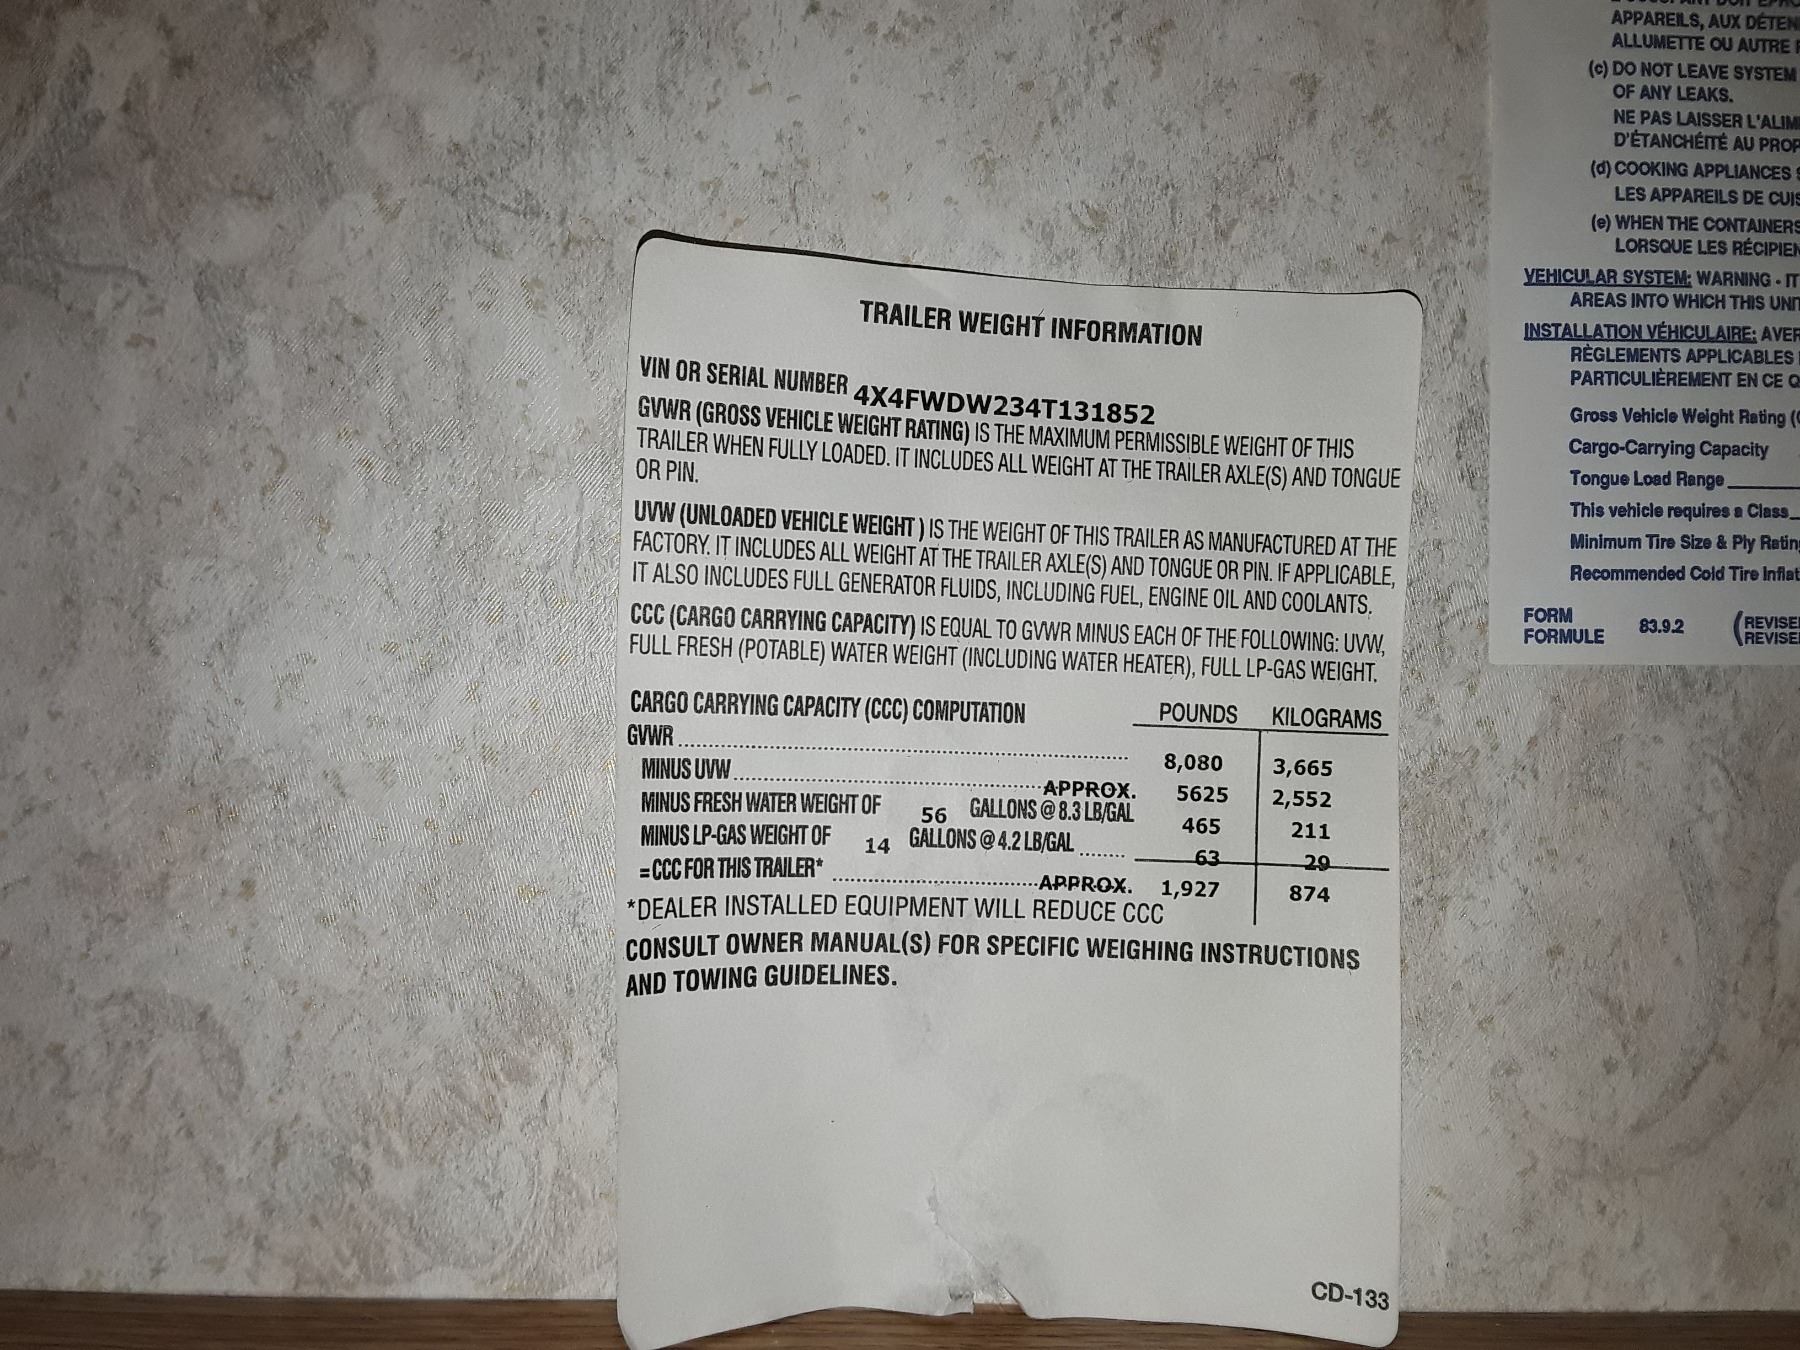 TRAILER WEIGHT INFORMATION
VIN OR SERIAL NUMBER 4X4FWDW234T131852
GVWR (GROSS VEHICLE WEIGHT RATING) IS THE MAXIMUM PERMISSIBLE WEIGHT OF THIS
TRAILER WHEN FULLY LOADED. IT INCLUDES ALL WEIGHT AT THE TRAILER AXLE(S) AND TONGUE
OR PIN.
UVW (UNLOADED VEHICLE WEIGHT ) IS THE WEIGHT OF THIS TRAILER AS MANUFACTURED AT THE
FACTORY. IT INCLUDES ALL WEIGHT AT THE TRAILER AXLE(S) AND TONGUE OR PIN. IF APPLICABLE,
IT ALSO INCLUDES FULL GENERATOR FLUIDS, INCLUDING FUEL, ENGINE OIL AND COOLANTS.
CCC (CARGO CARRYING CAPACITY) IS EQUAL TO GVWR MINUS EACH OF THE FOLLOWING: UVW,
FULL FRESH (POTABLE) WATER WEIGHT (INCLUDING WATER HEATER), FULL LP-GAS WEIGHT.
CARGO CARRYING CAPACITY (CCC) COMPUTATION POUNDS KILOGRAMS
GVWR 8,080 3,665
MINUS UVW APPROX. 5625 2,552
MINUS FRESH WATER WEIGHT OF 56 GALLONS @ 8.3 LB/GAL 465 211
MINUS LP-GAS WEIGHT OF 14 GALLONS @ 4.2 LB/GAL 63 29
=CCC FOR THIS TRAILER* APPROX. 1,927 874
*DEALER INSTALLED EQUIPMENT WILL REDUCE CCC
CONSULT OWNER MANUAL(S) FOR SPECIFIC WEIGHING INSTRUCTIONS
AND TOWING GUIDELINES.
CD-133
APPAREILS, AUX
ALLUMETTE OU AUTRE
(c) DO NOT LEAVE SYSTEM
OF ANY LEAKS.
NE PAS LAISSER
D'ÉTANCHÉITÉ AU
(d) COOKING APPLIANCES
LES APPAREILS DE
(e) WHEN THE CONTAINERS
LORSQUE LES
VEHICULAR SYSTEM: WARNING - IT
AREAS INTO WHICH THIS
INSTALLATION VÉHICULAIRE:
RÈGLEMENTS APPLICABLES
PARTICULIÈREMENT EN CE
Gross Vehicle Weight Rating
Cargo-Carrying Capacity
Tongue Load Range
This vehicle requires a Class
Minimum Tire Size & Ply
Recommended Cold Tire
FORM
FORMULE 83.9.2